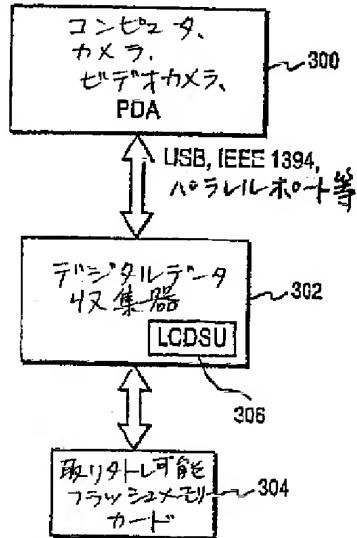 コンピュータ、
カメラ、
ビデオカメラ、
PDA
300
USB, IEEE 1394,
パラレルポート等
デジタルデータ
収集器
302
LCDSU
306
取り外し可能
フラッシュメモリ
カード
304